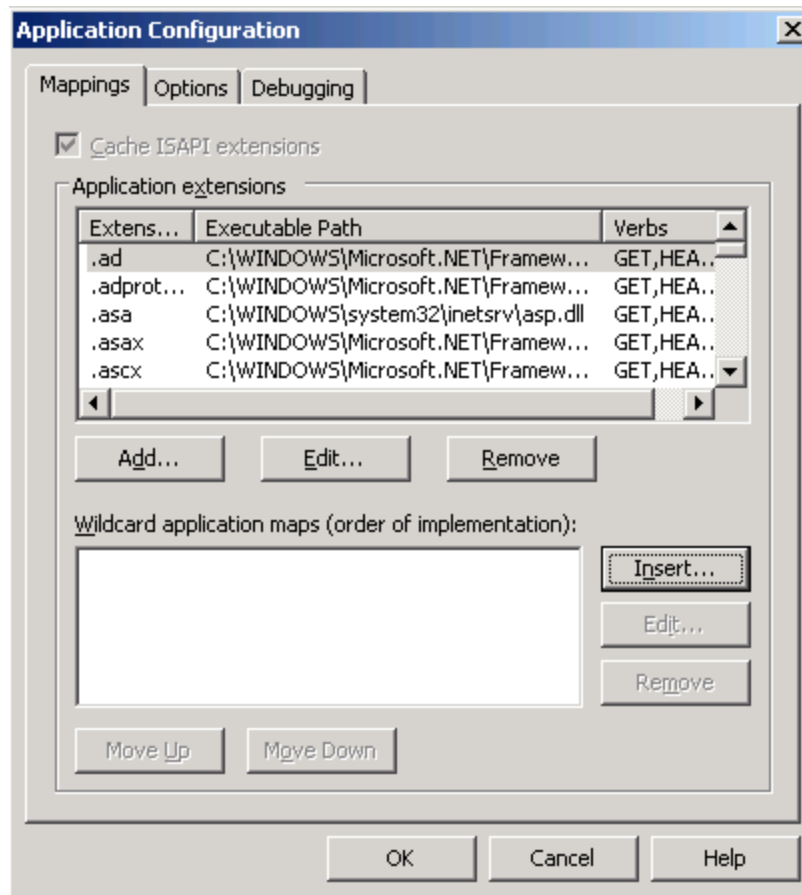 Application Configuration
Mappings Options Debugging
Cache ISAPI extensions
Application extensions
Extens... Executable Path Verbs
.ad C:\WINDOWS\Microsoft.NET\Framew... GET,HEA..
.adprot... C:\WINDOWS\Microsoft.NET\Framew... GET,HEA..
.asa C:\WINDOWS\system32\inetsrv\asp.dll GET,HEA..
.asax C:\WINDOWS\Microsoft.NET\Framew... GET,HEA..
.ascx C:\WINDOWS\Microsoft.NET\Framew... GET,HEA..
Add... Edit... Remove
Wildcard application maps (order of implementation):
Insert...
Edit...
Remove
Move Up Move Down
OK Cancel Help